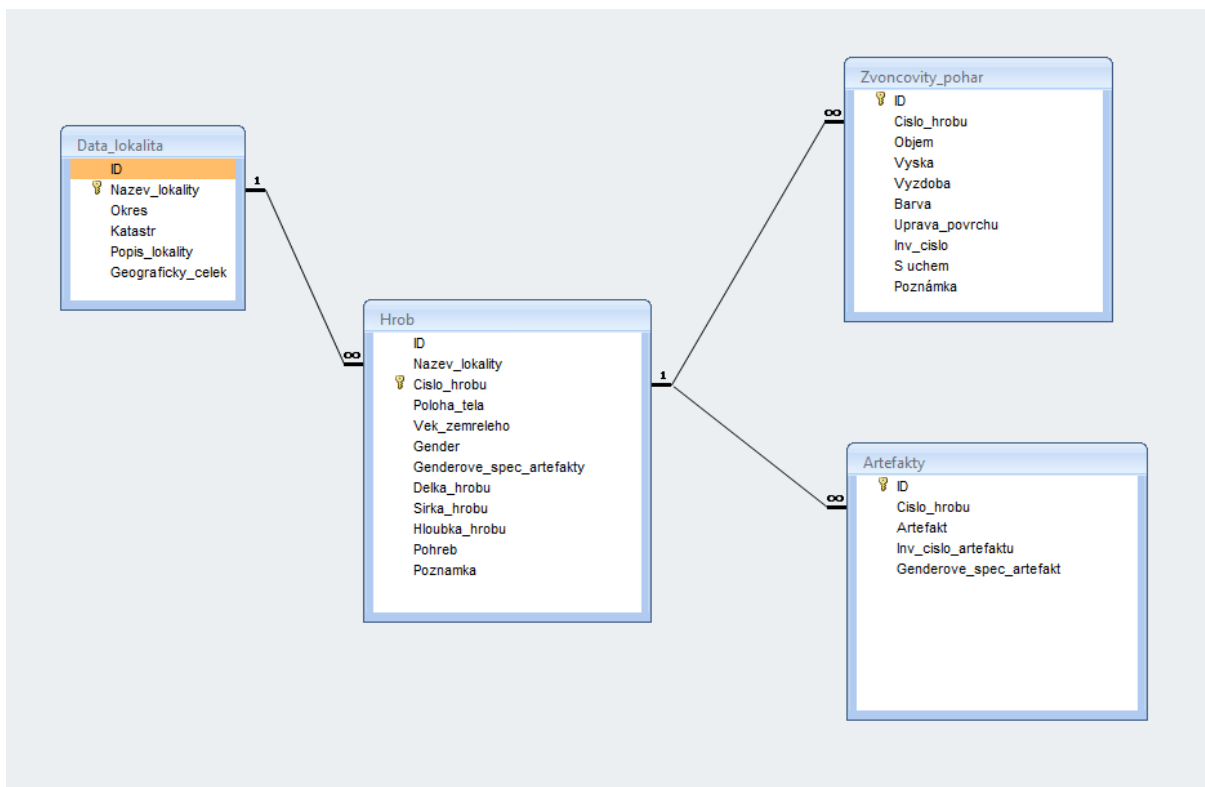 Data_lokalita
ID
Nazev_lokality
Okres
Katastr
Popis_lokality
Geograficky_celek
1
∞
Hrob
ID
Nazev_lokality
Cislo_hrobu
Poloha_tela
Vek_zemreleho
Gender
Genderove_spec_artefakty
Delka_hrobu
Sirka_hrobu
Hloubka_hrobu
Pohreb
Poznamka
1
∞
Zvoncovity_pohar
ID
Cislo_hrobu
Objem
Vyska
Vyzdoba
Barva
Uprava_povrchu
Inv_cislo
S uchem
Poznámka
∞
Artefakty
ID
Cislo_hrobu
Artefakt
Inv_cislo_artefaktu
Genderove_spec_artefakt